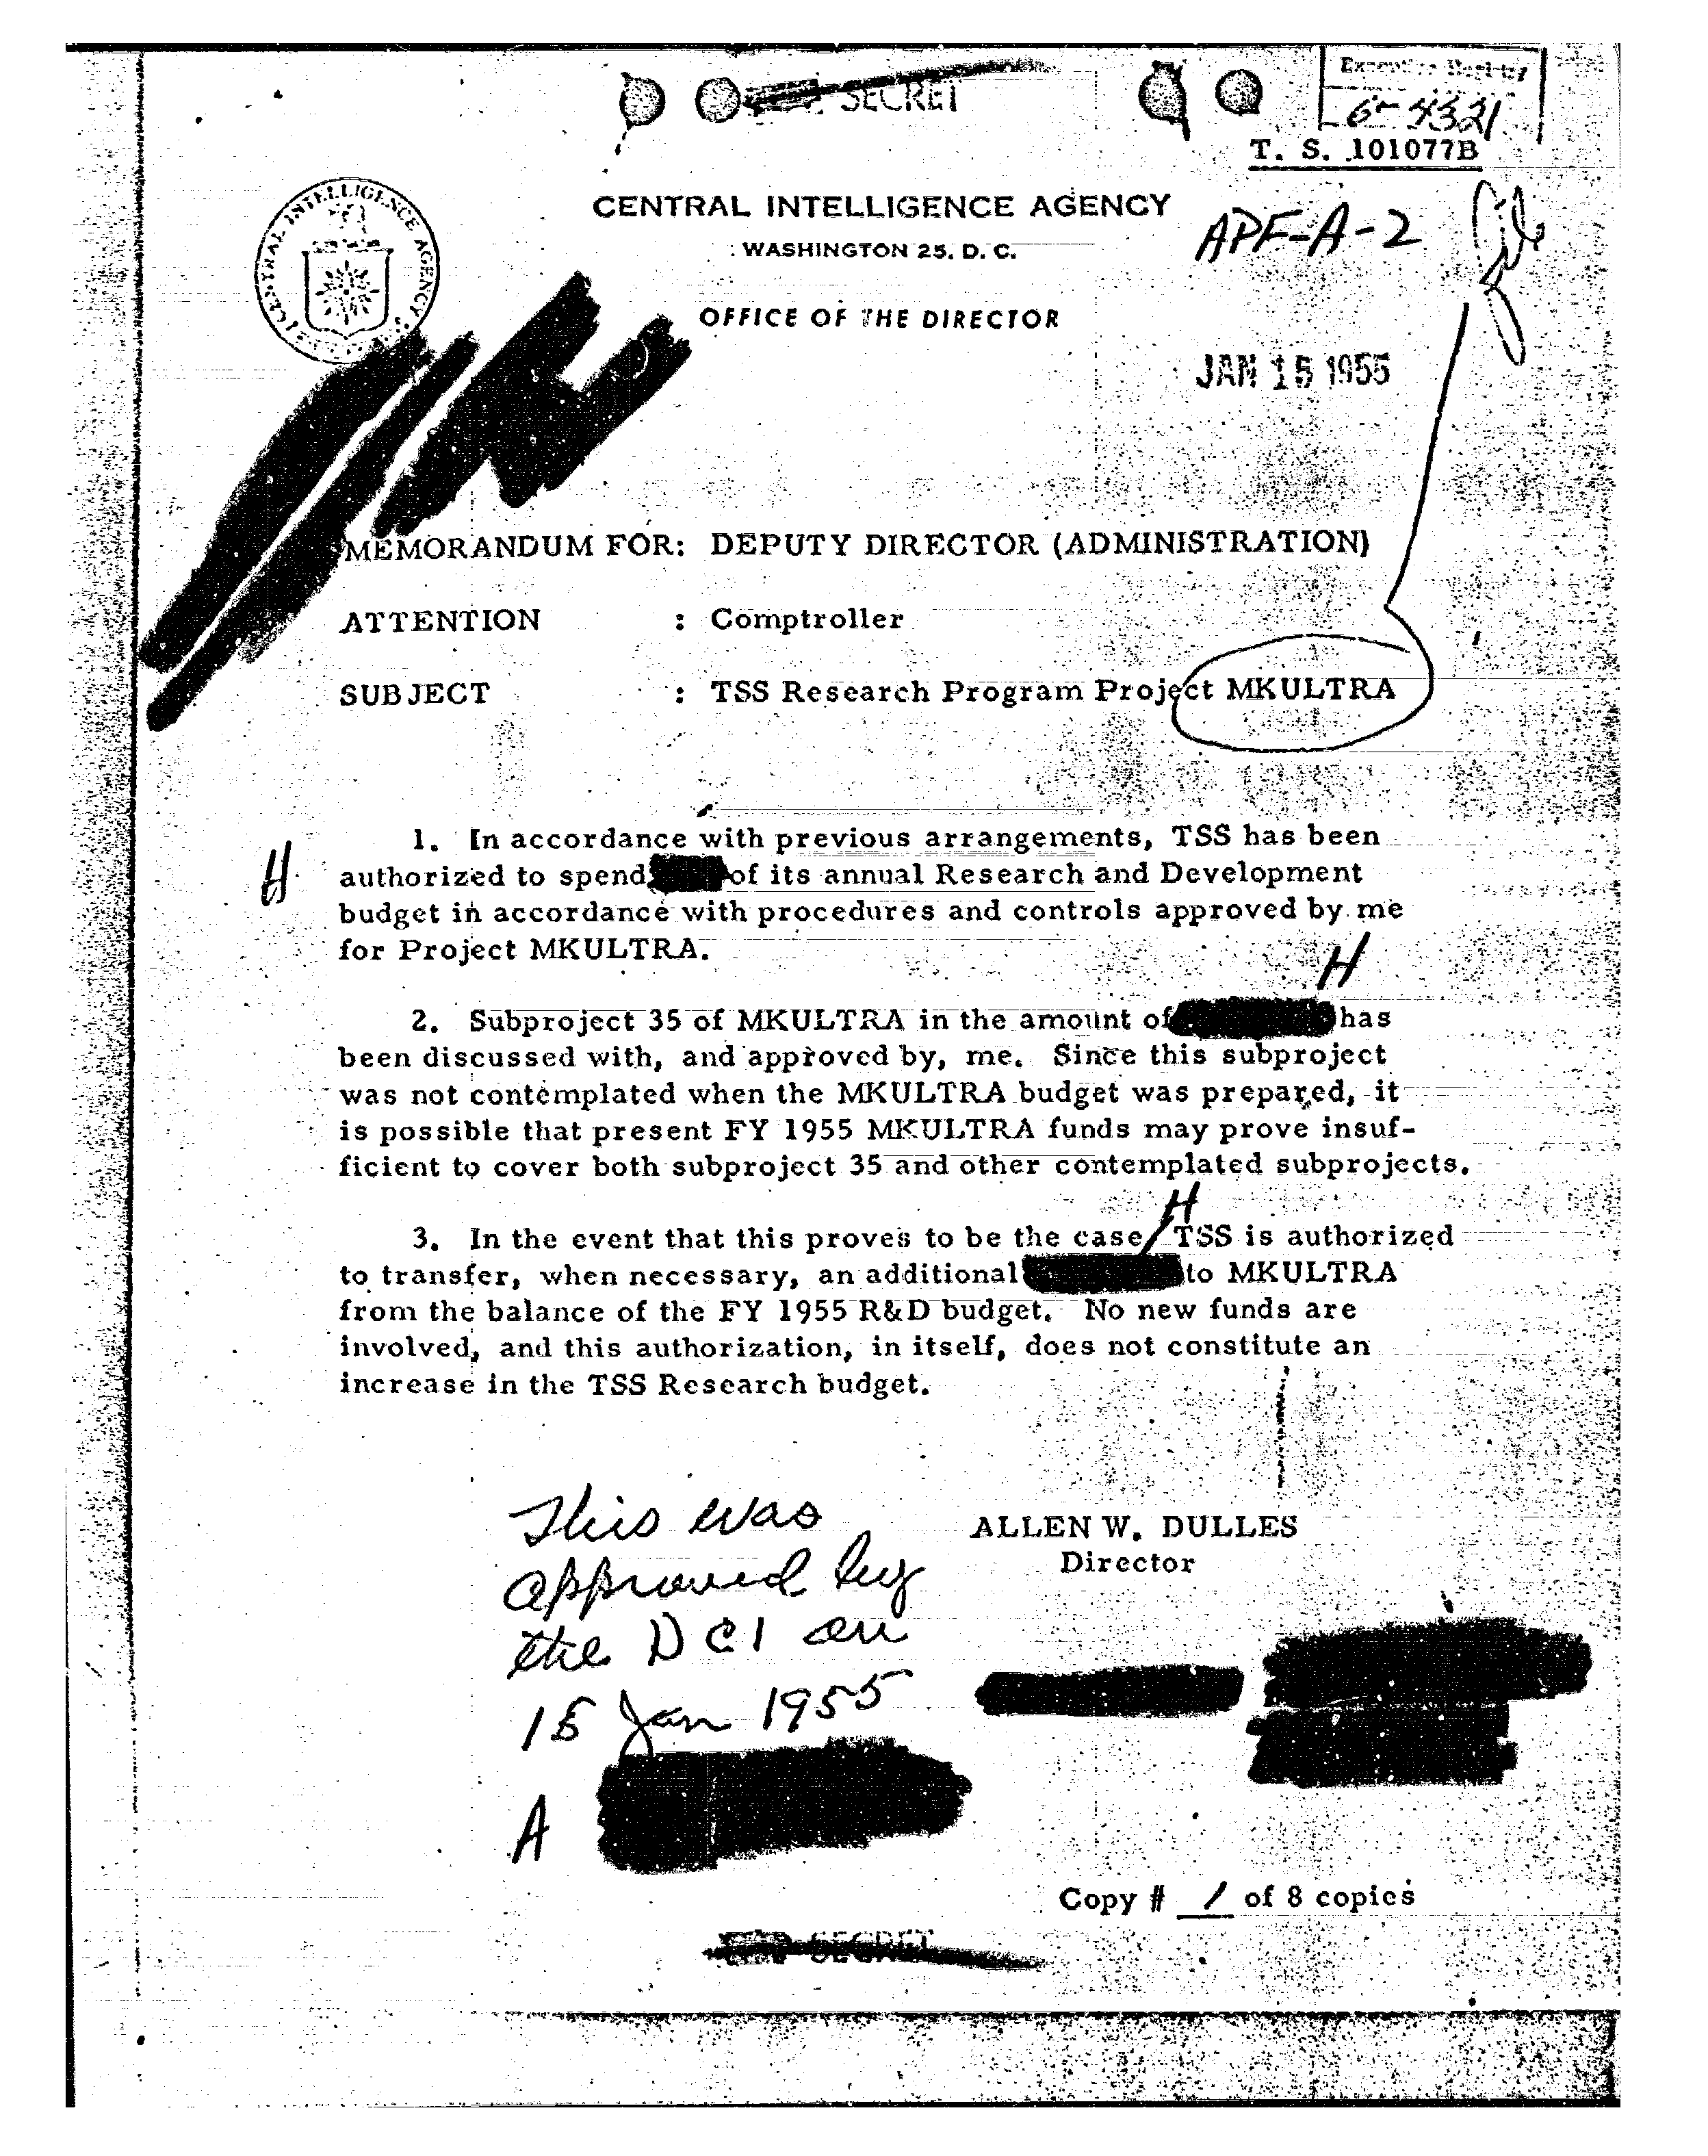 SECRET
Executive Registry
6-4321
T. S. 101077B
CENTRAL INTELLIGENCE AGENCY
CENTRAL INTELLIGENCE AGENCY
WASHINGTON 25, D. C.
APF-A-2
OFFICE OF THE DIRECTOR
JAN 15 1955
MEMORANDUM FOR: DEPUTY DIRECTOR (ADMINISTRATION)
ATTENTION : Comptroller
SUBJECT : TSS Research Program Project MKULTRA
1. In accordance with previous arrangements, TSS has been
H
authorized to spend of its annual Research and Development
budget in accordance with procedures and controls approved by me
for Project MKULTRA.
H
2. Subproject 35 of MKULTRA in the amount of has
been discussed with, and approved by, me. Since this subproject
was not contemplated when the MKULTRA budget was prepared, it
is possible that present FY 1955 MKULTRA funds may prove insuf-
ficient to cover both subproject 35 and other contemplated subprojects.
H
3. In the event that this proves to be the case, TSS is authorized
to transfer, when necessary, an additional to MKULTRA
from the balance of the FY 1955 R&D budget. No new funds are
involved, and this authorization, in itself, does not constitute an
increase in the TSS Research budget.
This was
approved by
the DCI on
15 Jan 1955
A
ALLEN W. DULLES
Director
Copy # 1 of 8 copies
TOP SECRET